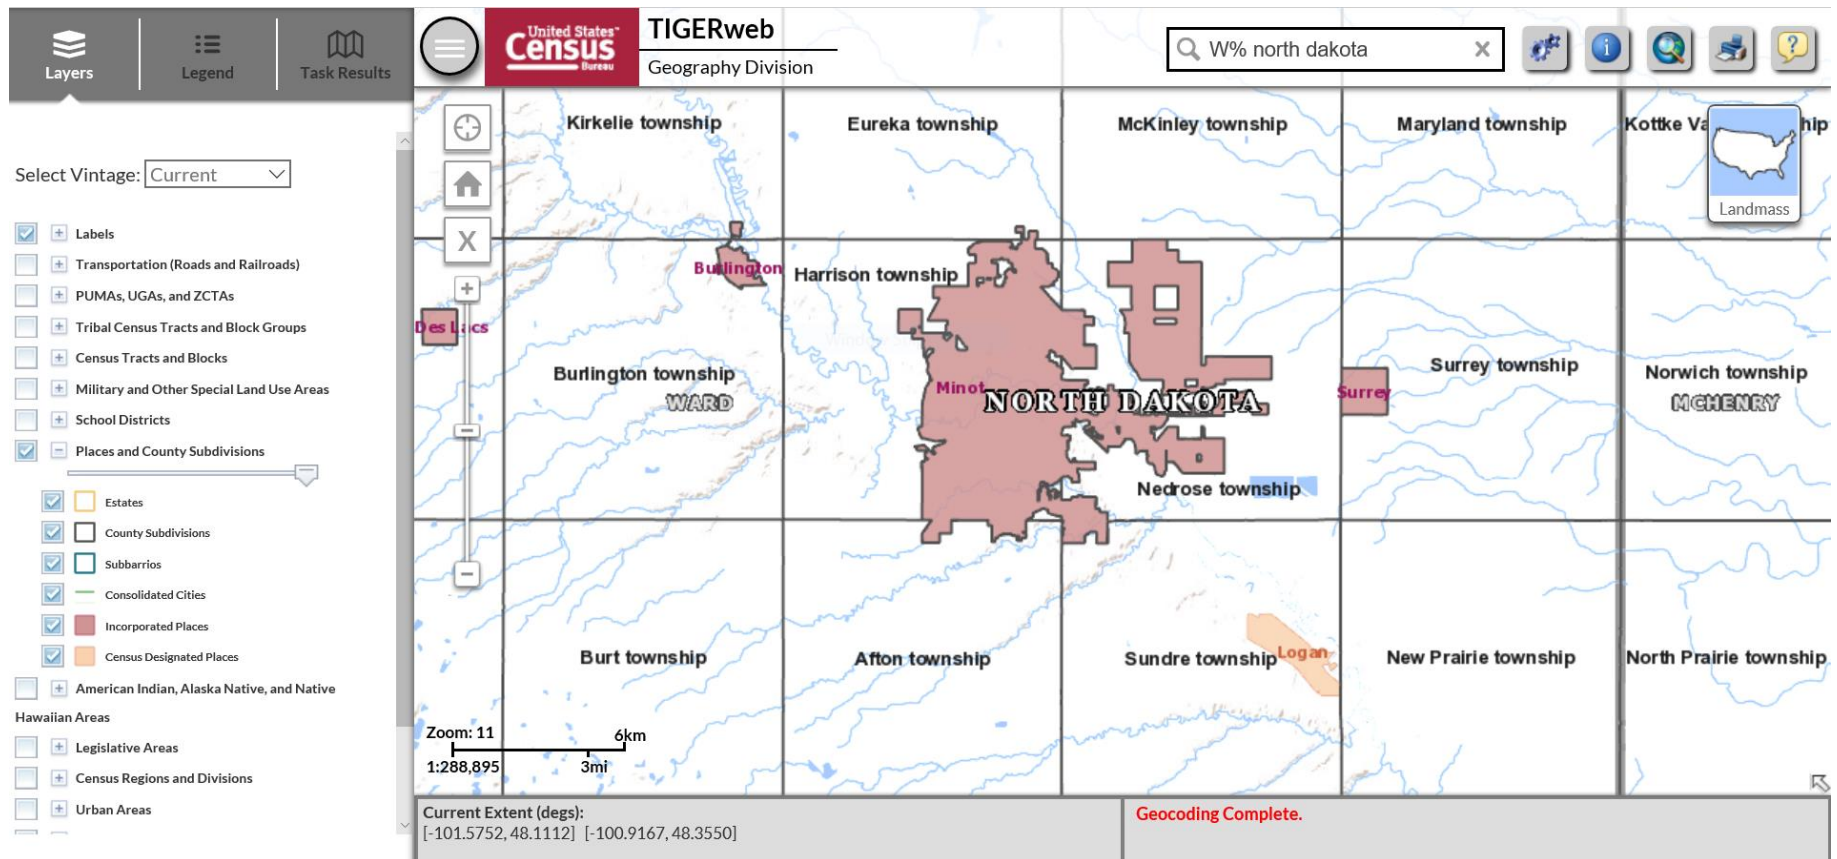 Layers
Legend
Task Results
United States™
Census
Bureau
TIGERweb
Geography Division
W% north dakota
Select Vintage: Current
Labels
Transportation (Roads and Railroads)
PUMAs, UGAs, and ZCTAs
Tribal Census Tracts and Block Groups
Census Tracts and Blocks
Military and Other Special Land Use Areas
School Districts
Places and County Subdivisions
Estates
County Subdivisions
Subbarrios
Consolidated Cities
Incorporated Places
Census Designated Places
American Indian, Alaska Native, and Native
Hawaiian Areas
Legislative Areas
Census Regions and Divisions
Urban Areas
X
Kirkelie township
Eureka township
McKinley township
Maryland township
Kottke Va
hip
Landmass
Burlington
Harrison township
Des Lacs
Burlington township
WARD
Minot
NORTH DAKOTA
Surrey
Surrey township
Norwich township
MCHENRY
Nedrose township
Burt township
Afton township
Sundre township
Logan
New Prairie township
North Prairie township
Zoom: 11
6km
1:288,895
3mi
Current Extent (degs):
[-101.5752, 48.1112] [-100.9167, 48.3550]
Geocoding Complete.